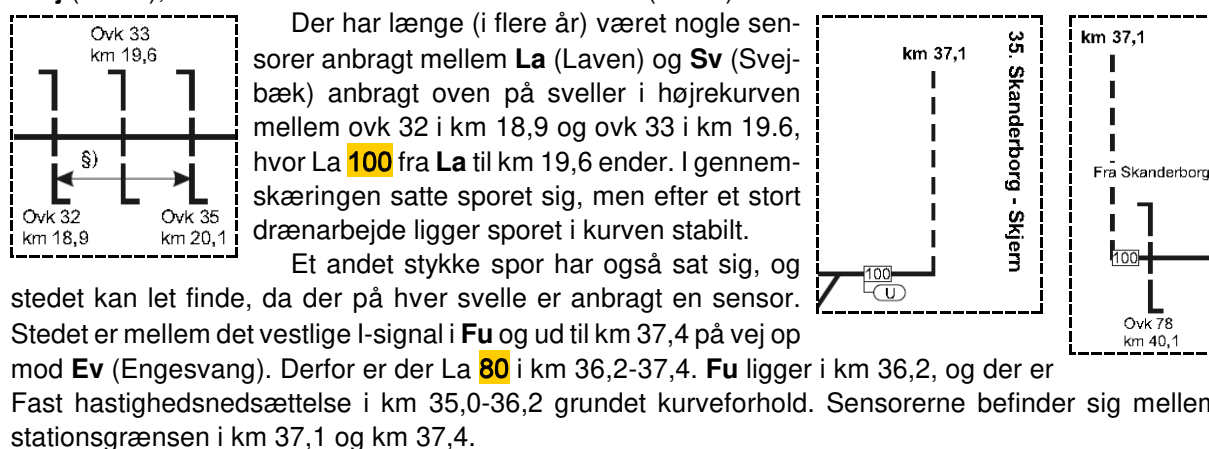 Ovk 33
km 19,6
§)
Ovk 32
km 18,9
Ovk 35
km 20,1
Der har længe (i flere år) været nogle sen-
sorer anbragt mellem La (Laven) og Sv (Svej-
bæk) anbragt oven på sveller i højrekurven
mellem ovk 32 i km 18,9 og ovk 33 i km 19.6,
hvor La 100 fra La til km 19,6 ender. I gennem-
skæringen satte sporet sig, men efter et stort
drænarbejde ligger sporet i kurven stabilt.
Et andet stykke spor har også sat sig, og
stedet kan let finde, da der på hver svelle er anbragt en sensor.
Stedet er mellem det vestlige I-signal i Fu og ud til km 37,4 på vej op
mod Ev (Engesvang). Derfor er der La 80 i km 36,2-37,4. Fu ligger i km 36,2, og der er
Fast hastighedsnedsættelse i km 35,0-36,2 grundet kurveforhold. Sensorerne befinder sig mellem
stationsgrænsen i km 37,1 og km 37,4.
km 37,1
35. Skanderborg - Skjern
100
U
km 37,1
Fra Skanderborg
100
Ovk 78
km 40,1